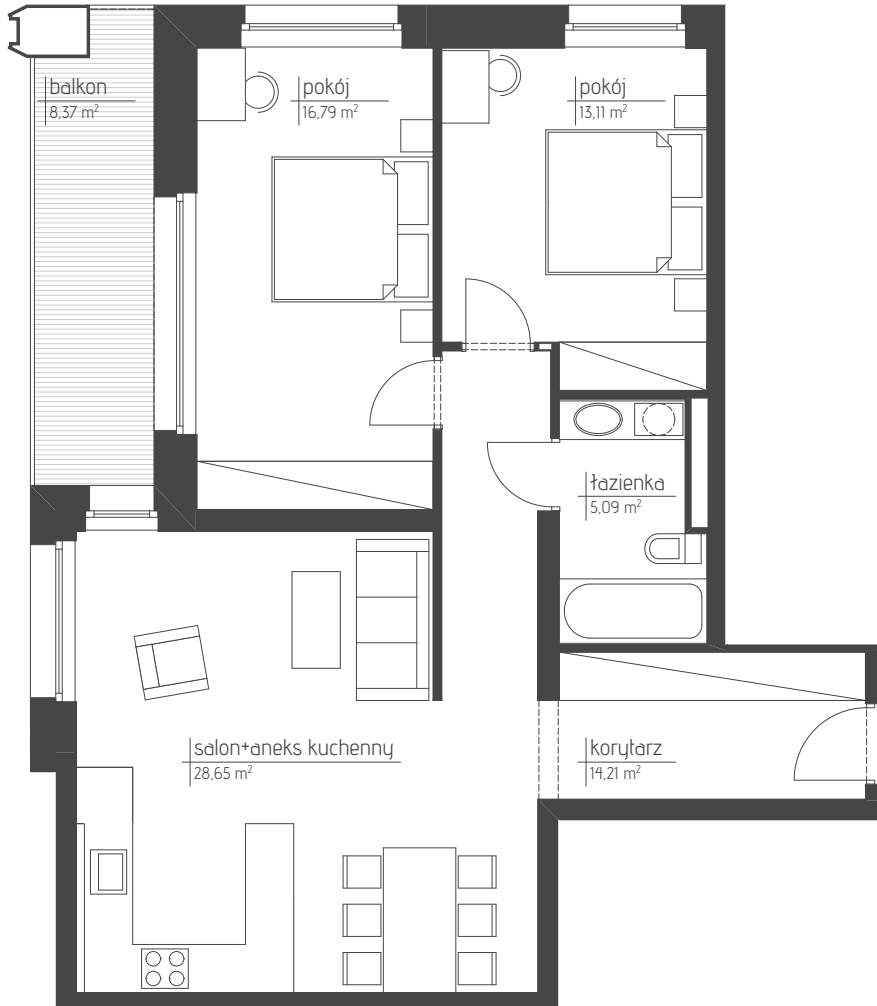 balkon
8,37 m²
pokój
16,79 m²
pokój
13,11 m²
łazienka
5,09 m²
salon+aneks kuchenny
28,65 m²
korytarz
14,21 m²